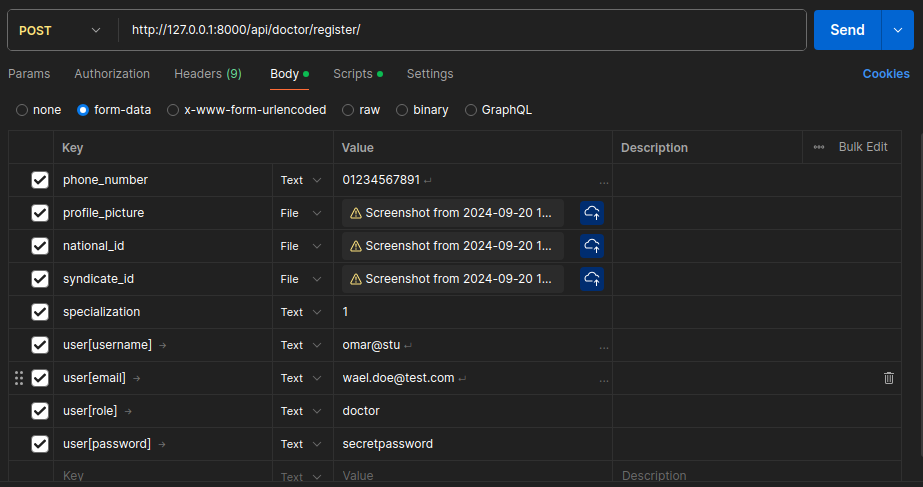 POST http://127.0.0.1:8000/api/doctor/register/ Send
Params Authorization Headers (9) Body Scripts Settings Cookies
none form-data x-www-form-urlencoded raw binary GraphQL
Key Value Description ... Bulk Edit
phone_number Text 01234567891 ↵ ...
profile_picture File Screenshot from 2024-09-20 1...
national_id File Screenshot from 2024-09-20 1...
syndicate_id File Screenshot from 2024-09-20 1...
specialization Text 1
user[username] → Text omar@stu ↵ ...
user[email] → Text wael.doe@test.com ↵ ...
user[role] → Text doctor
user[password] → Text secretpassword
Key Text Value Description